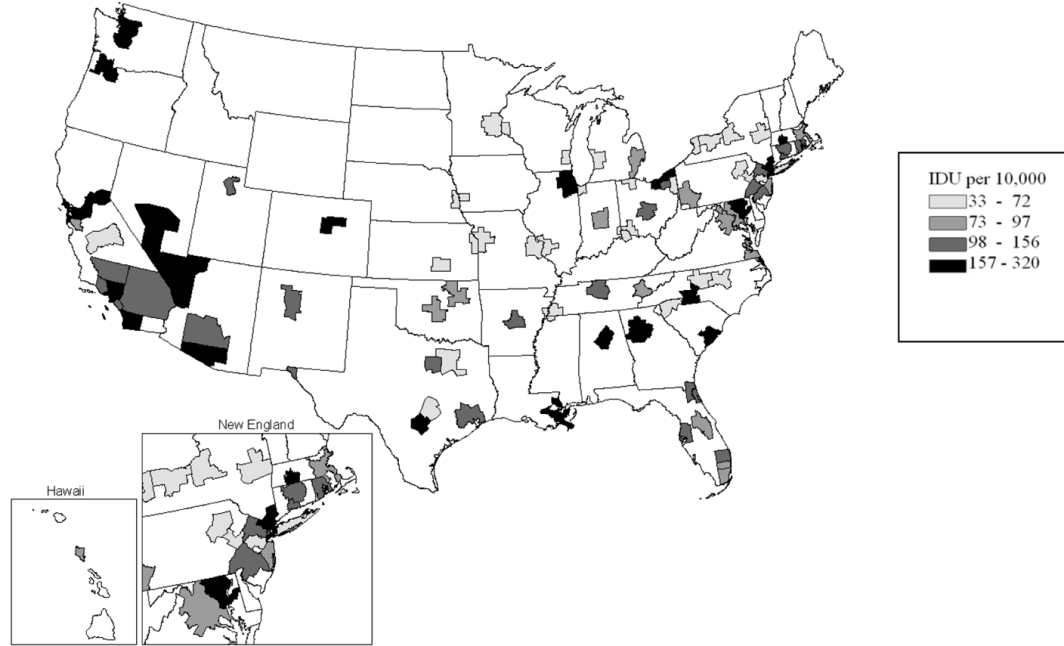 IDU per 10,000
33 - 72
73 - 97
98 - 156
157 - 320
New England
Hawaii